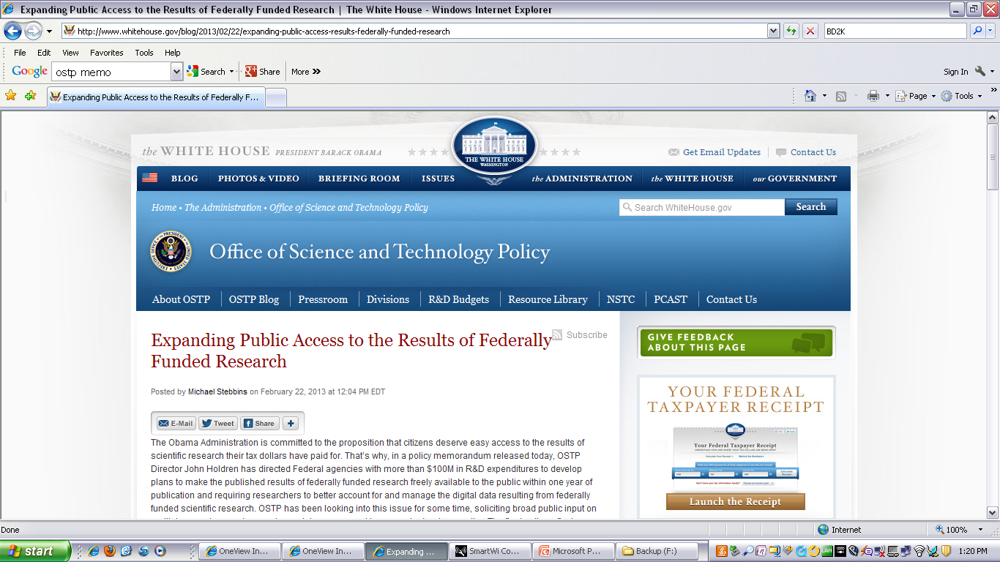 Expanding Public Access to the Results of Federally Funded Research | The White House - Windows Internet Explorer
http://www.whitehouse.gov/blog/2013/02/22/expanding-public-access-results-federally-funded-research
BD2K
File Edit View Favorites Tools Help
Google ostp memo Search Share More »
Sign In
Expanding Public Access to the Results of Federally F...
Page Tools »
the WHITE HOUSE PRESIDENT BARACK OBAMA
THE WHITE HOUSE
WASHINGTON
Get Email Updates Contact Us
BLOG PHOTOS & VIDEO BRIEFING ROOM ISSUES the ADMINISTRATION the WHITE HOUSE our GOVERNMENT
Home • The Administration • Office of Science and Technology Policy
Search WhiteHouse.gov Search
Office of Science and Technology Policy
About OSTP OSTP Blog Pressroom Divisions R&D Budgets Resource Library NSTC PCAST Contact Us
Expanding Public Access to the Results of Federally
Funded Research
Subscribe
Posted by Michael Stebbins on February 22, 2013 at 12:04 PM EDT
E-Mail Tweet Share +
The Obama Administration is committed to the proposition that citizens deserve easy access to the results of
scientific research their tax dollars have paid for. That's why, in a policy memorandum released today, OSTP
Director John Holdren has directed Federal agencies with more than $100M in R&D expenditures to develop
plans to make the published results of federally funded research freely available to the public within one year of
publication and requiring researchers to better account for and manage the digital data resulting from federally
funded scientific research. OSTP has been looking into this issue for some time, soliciting broad public input on
GIVE FEEDBACK
ABOUT THIS PAGE
YOUR FEDERAL
TAXPAYER RECEIPT
Your Federal Taxpayer Receipt
Launch the Receipt
Done
Internet
100%
start
OneView In...
OneView In...
Expanding ...
SmartWi Co...
Microsoft P...
Backup (F:)
1:20 PM